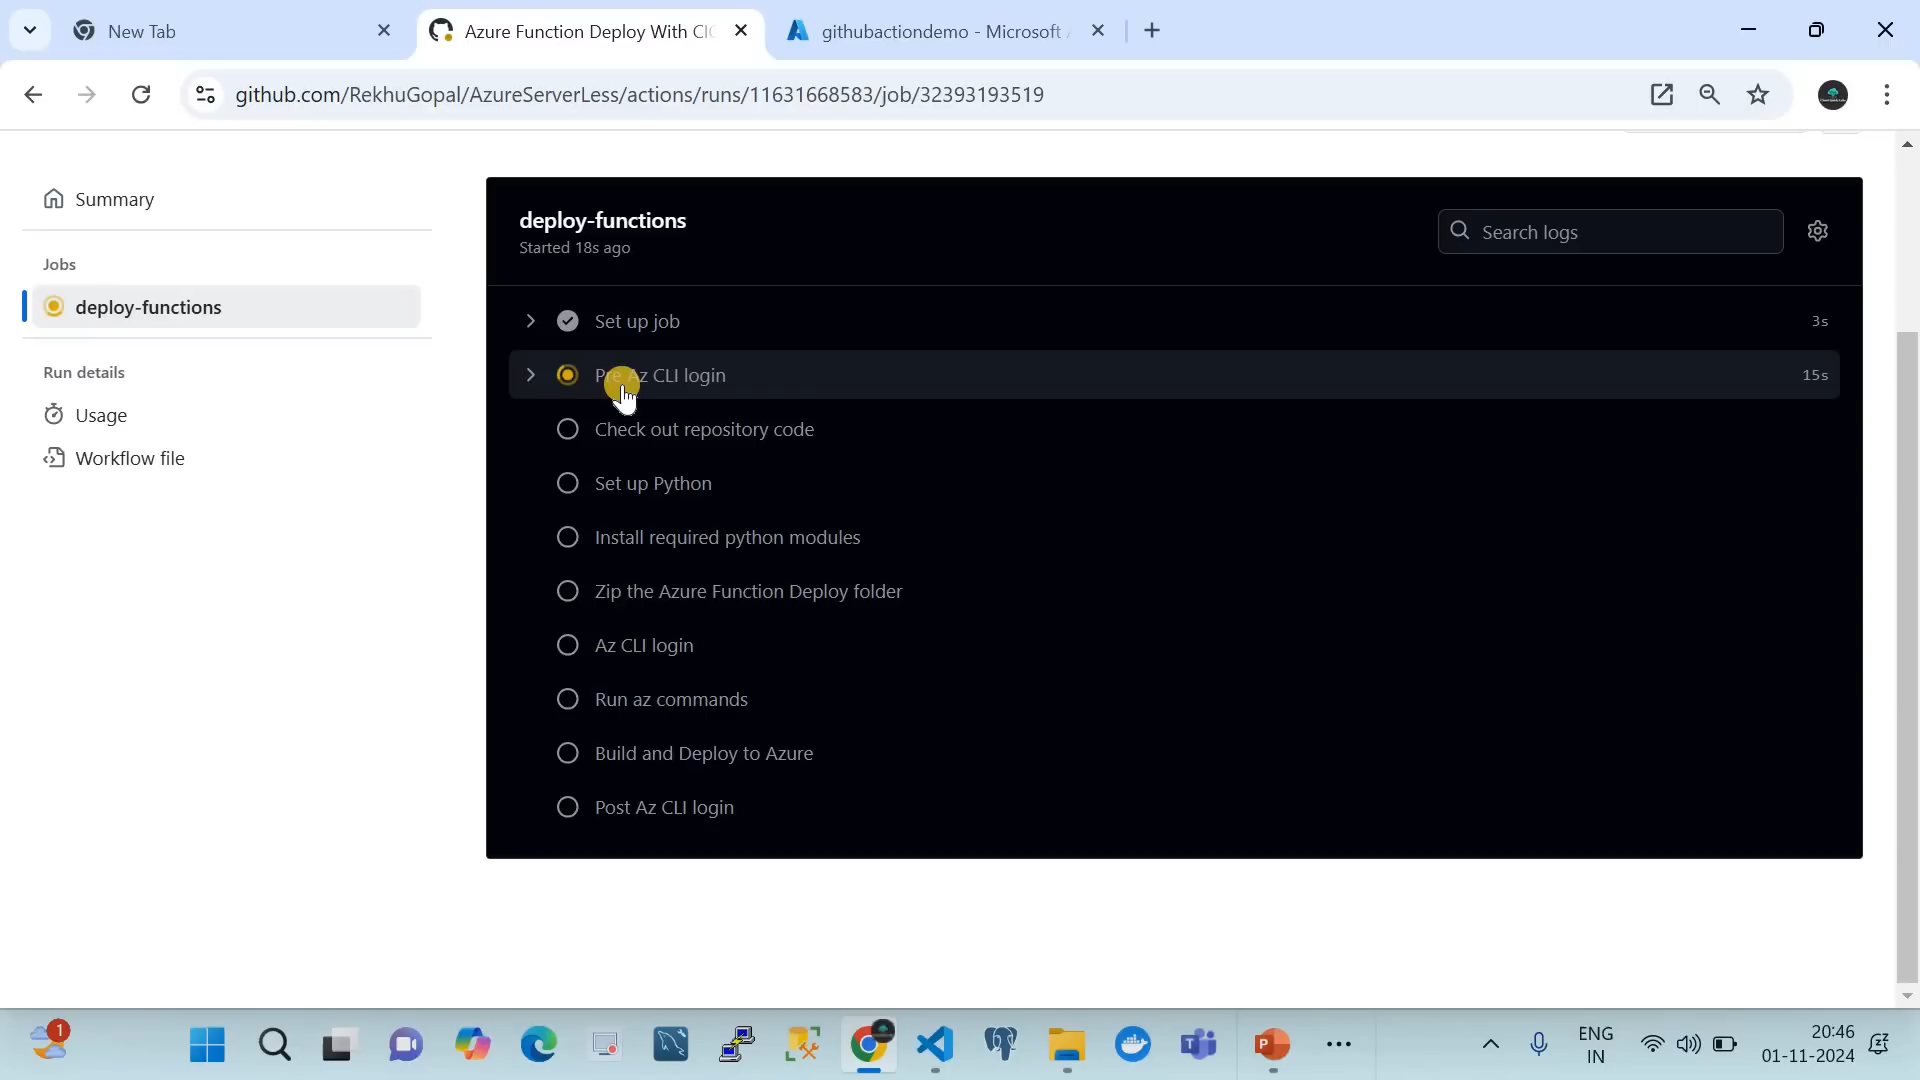 New Tab
Azure Function Deploy With CIC
githubactiondemo - Microsoft A
github.com/RekhuGopal/AzureServerLess/actions/runs/11631668583/job/32393193519
Summary
Jobs
deploy-functions
Run details
Usage
Workflow file
deploy-functions
Started 18s ago
Search logs
Set up job
3s
Pre Az CLI login
15s
Check out repository code
Set up Python
Install required python modules
Zip the Azure Function Deploy folder
Az CLI login
Run az commands
Build and Deploy to Azure
Post Az CLI login
1
ENG
IN
20:46
01-11-2024